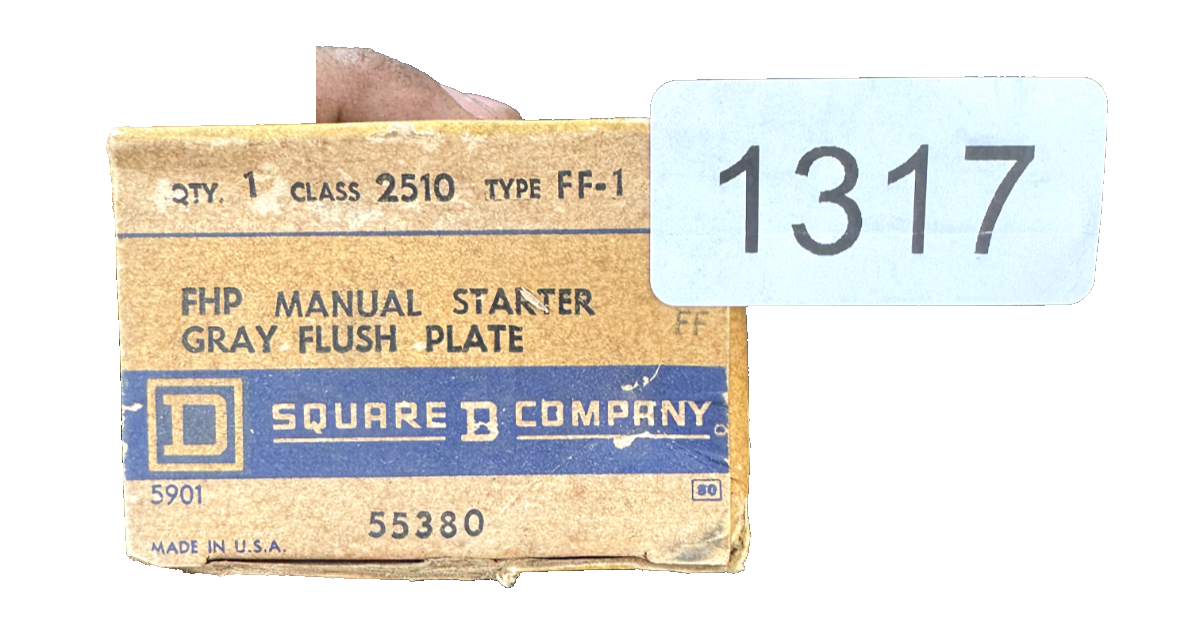 QTY. 1 CLASS 2510 TYPE FF-1
1317
FHP MANUAL STARTER
FF
GRAY FLUSH PLATE
D SQUARE D COMPANY
5901
80
55380
MADE IN U.S.A.